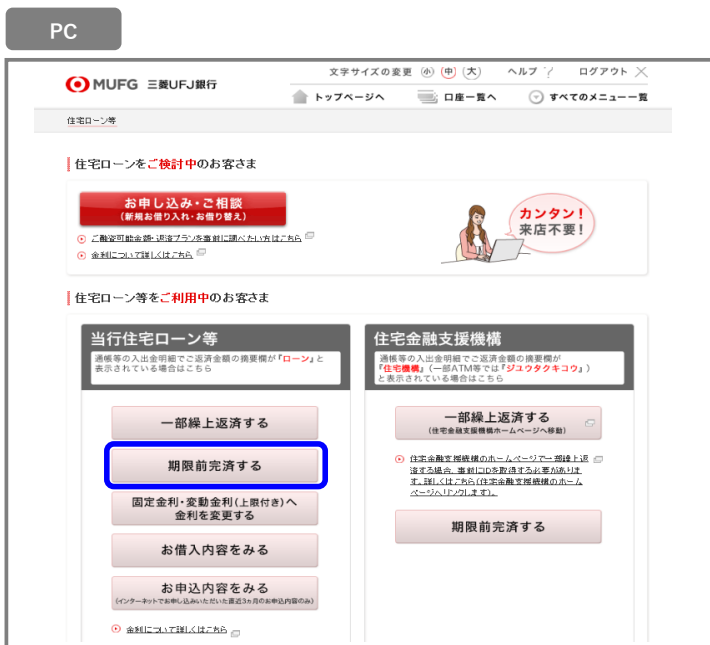 PC
文字サイズの変更 小 中 大 ヘルプ ? ログアウト
MUFG 三菱UFJ銀行
トップページへ 口座一覧へ すべてのメニュー一覧
住宅ローン等
住宅ローンをご検討中のお客さま
お申し込み・ご相談
(新規お借り入れ・お借り替え)
カンタン!
来店不要!
ご融資可能金額・返済プランを事前に調べたい方はこちら
金利について詳しくはこちら
住宅ローン等をご利用中のお客さま
当行住宅ローン等
通帳等の入出金明細でご返済金額の摘要欄が『ローン』と
表示されている場合はこちら
一部繰上返済する
期限前完済する
固定金利・変動金利(上限付き)へ
金利を変更する
お借入内容をみる
お申込内容をみる
(インターネットでお申し込みいただいた直近3ヵ月のお申込内容のみ)
金利について詳しくはこちら
住宅金融支援機構
通帳等の入出金明細でご返済金額の摘要欄が
『住宅機構』(一部ATM等では『ジユウタクキコウ』)
と表示されている場合はこちら
一部繰上返済する
(住宅金融支援機構ホームページへ移動)
住宅金融支援機構のホームページで一部繰上返
済する場合、事前にIDを取得する必要がありま
す。詳しくはこちら(住宅金融支援機構のホーム
ページへリンクします)。
期限前完済する